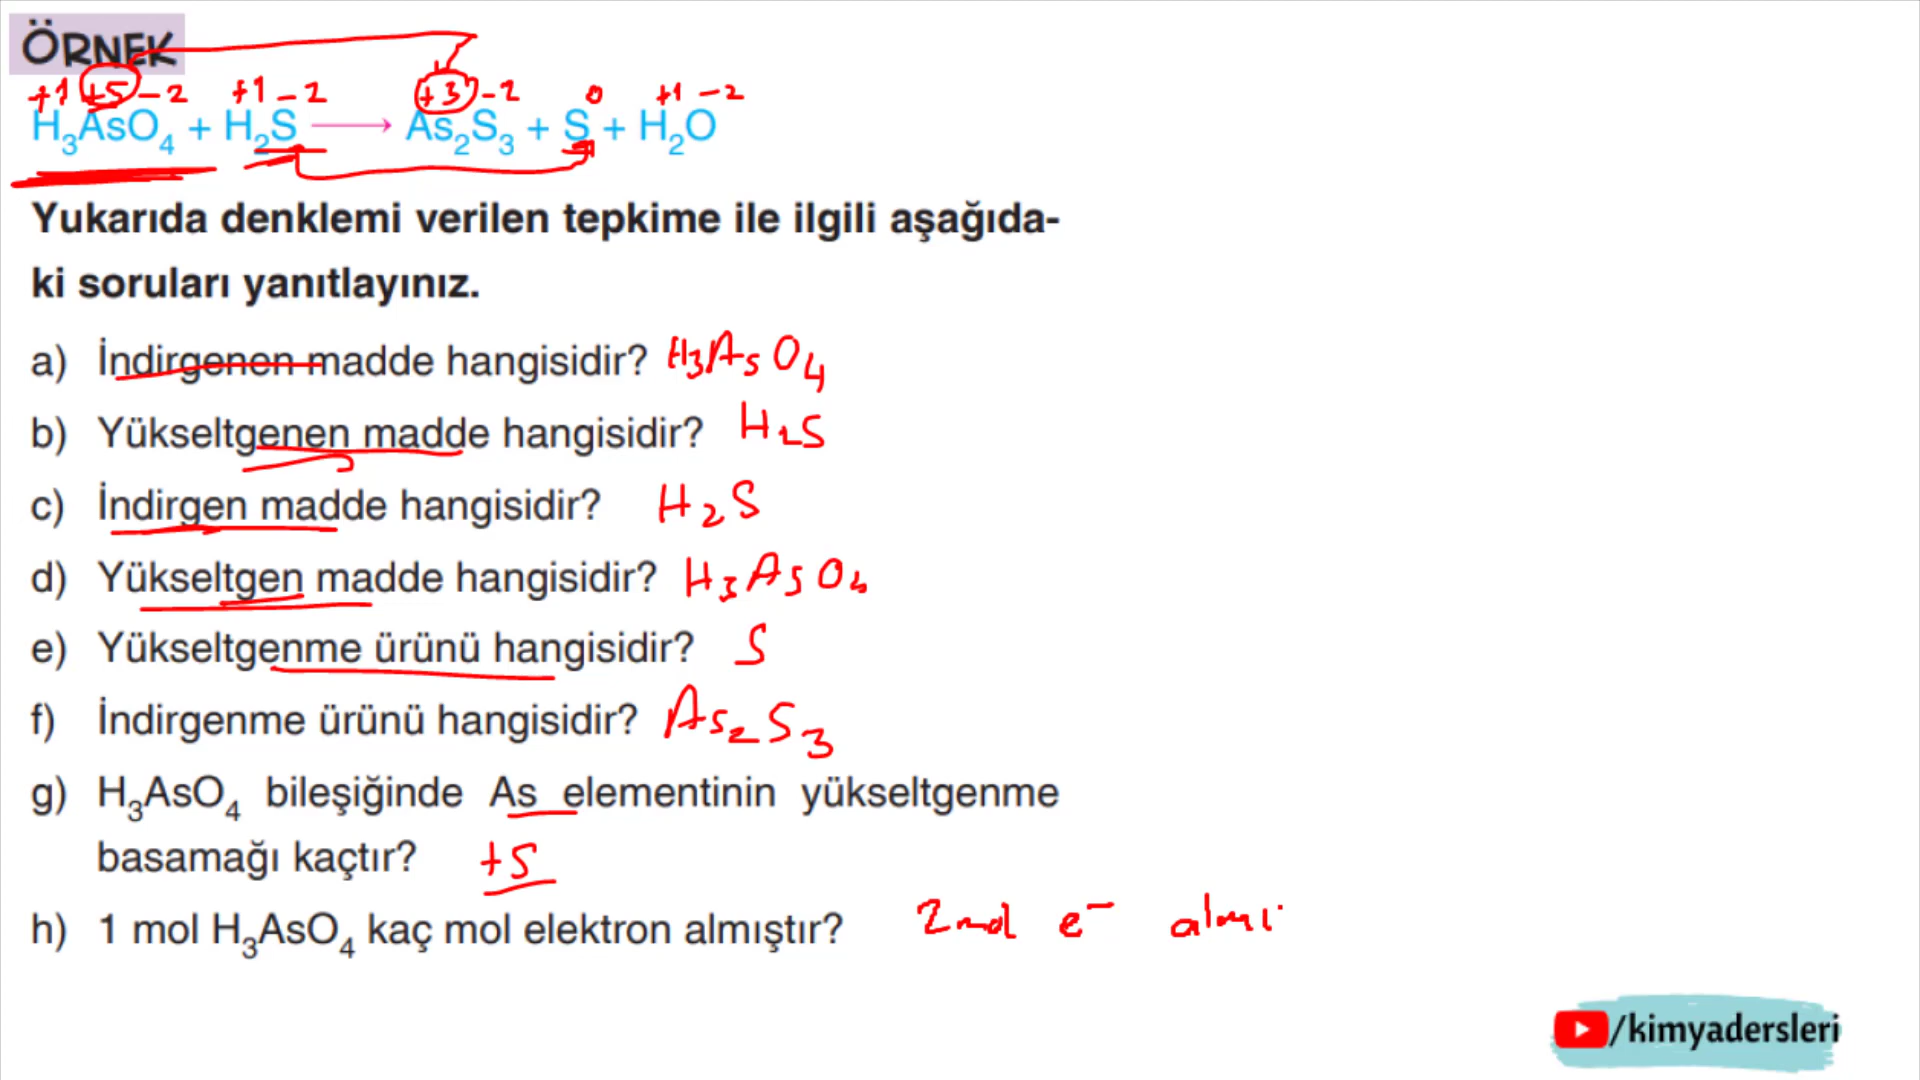 ÖRNEK
+1 +5 -2 +1 -2 +3 -2 0 +1 -2
H₃AsO₄ + H₂S ⟶ As₂S₃ + S + H₂O
Yukarıda denklemi verilen tepkime ile ilgili aşağıda-
ki soruları yanıtlayınız.
a) İndirgenen madde hangisidir? H₃AsO₄
b) Yükseltgenen madde hangisidir? H₂S
c) İndirgen madde hangisidir? H₂S
d) Yükseltgen madde hangisidir? H₃AsO₄
e) Yükseltgenme ürünü hangisidir? S
f) İndirgenme ürünü hangisidir? As₂S₃
g) H₃AsO₄ bileşiğinde As elementinin yükseltgenme
basamağı kaçtır? +5
h) 1 mol H₃AsO₄ kaç mol elektron almıştır? 2 mol e⁻ almı
/kimyadersleri